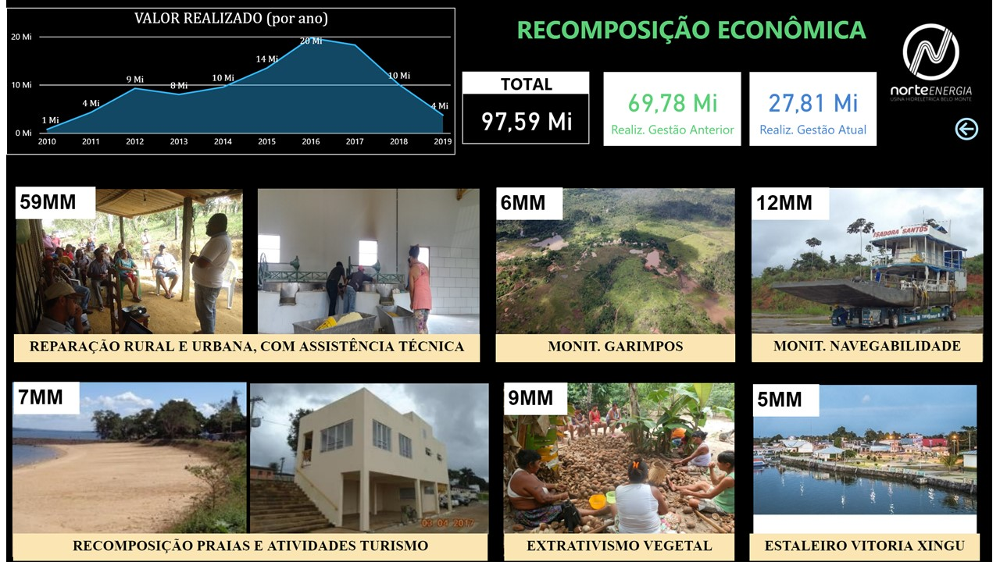 VALOR REALIZADO (por ano)
20 Mi
10 Mi
0 Mi
1 Mi
4 Mi
9 Mi
8 Mi
10 Mi
14 Mi
20 Mi
10 Mi
4 Mi
2010 2011 2012 2013 2014 2015 2016 2017 2018 2019
RECOMPOSIÇÃO ECONÔMICA
norteENERGIA
USINA HIDRELÉTRICA BELO MONTE
TOTAL
97,59 Mi
69,78 Mi
Realiz. Gestão Anterior
27,81 Mi
Realiz. Gestão Atual
59MM
REPARAÇÃO RURAL E URBANA, COM ASSISTÊNCIA TÉCNICA
6MM
MONIT. GARIMPOS
12MM
ISADORA SANTOS
MONIT. NAVEGABILIDADE
7MM
03 04 2017
RECOMPOSIÇÃO PRAIAS E ATIVIDADES TURISMO
9MM
EXTRATIVISMO VEGETAL
5MM
ESTALEIRO VITORIA XINGU